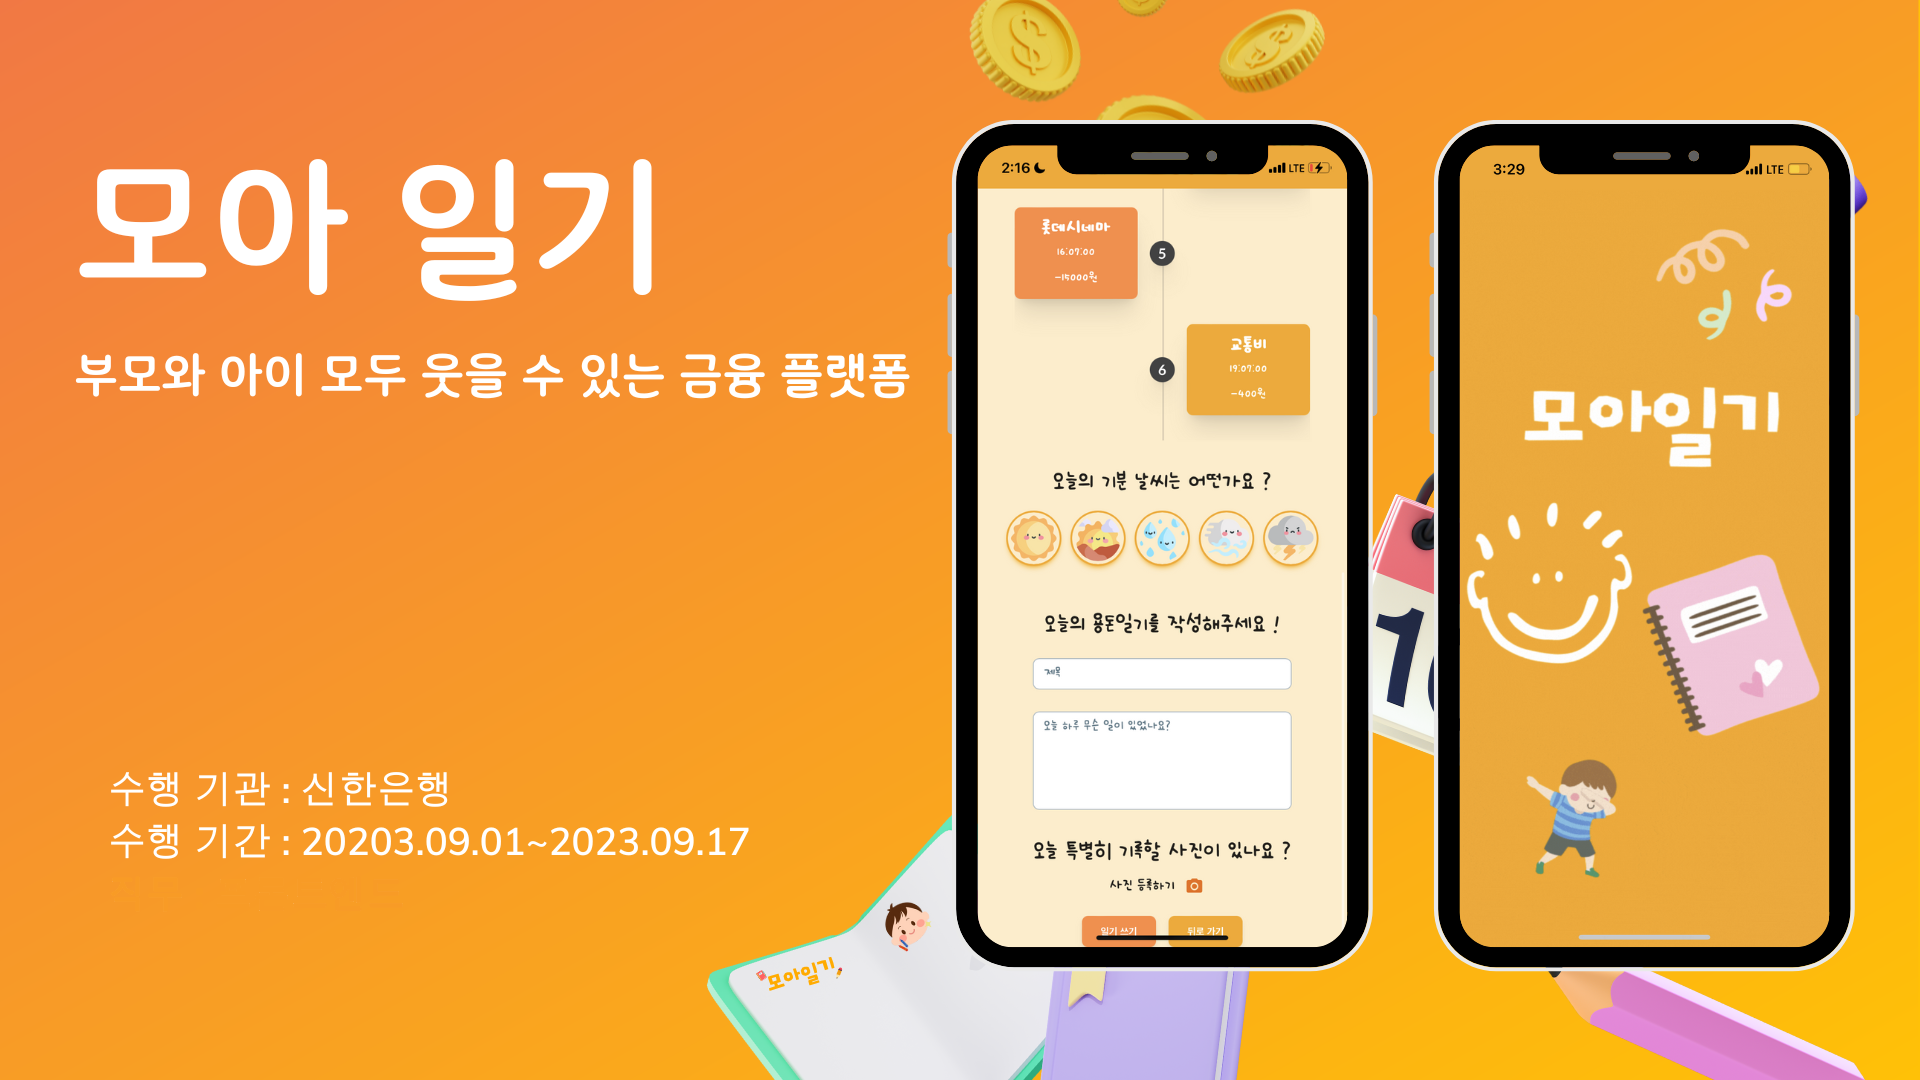 모아 일기
부모와 아이 모두 웃을 수 있는 금융 플랫폼
수행 기관 : 신한은행
수행 기간 : 20203.09.01~2023.09.17
모아일기
2:16
LTE
롯데시네마
16:07:00
-15000원
5
교통비
19:07:00
-400원
6
오늘의 기분 날씨는 어떤가요 ?
오늘의 용돈일기를 작성해주세요 !
제목
오늘 하루 무슨 일이 있었나요?
오늘 특별히 기록할 사진이 있나요 ?
사진 등록하기
일기 쓰기
뒤로 가기
3:29
LTE
모아일기